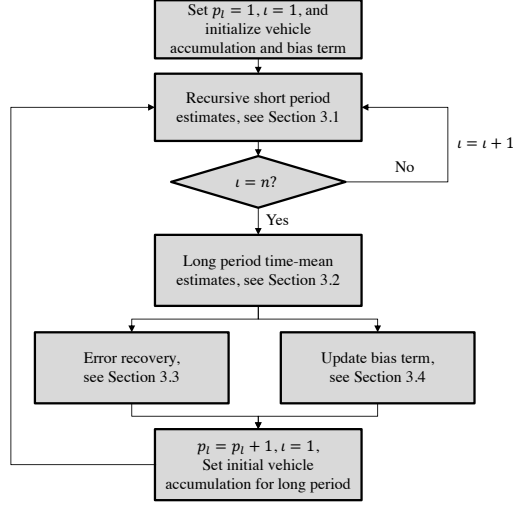 Set p_l = 1, ι = 1, and
initialize vehicle
accumulation and bias term
Recursive short period
estimates, see Section 3.1
ι = ι + 1
No
ι = n?
Yes
Long period time-mean
estimates, see Section 3.2
Error recovery,
see Section 3.3
Update bias term,
see Section 3.4
p_l = p_l + 1, ι = 1,
Set initial vehicle
accumulation for long period